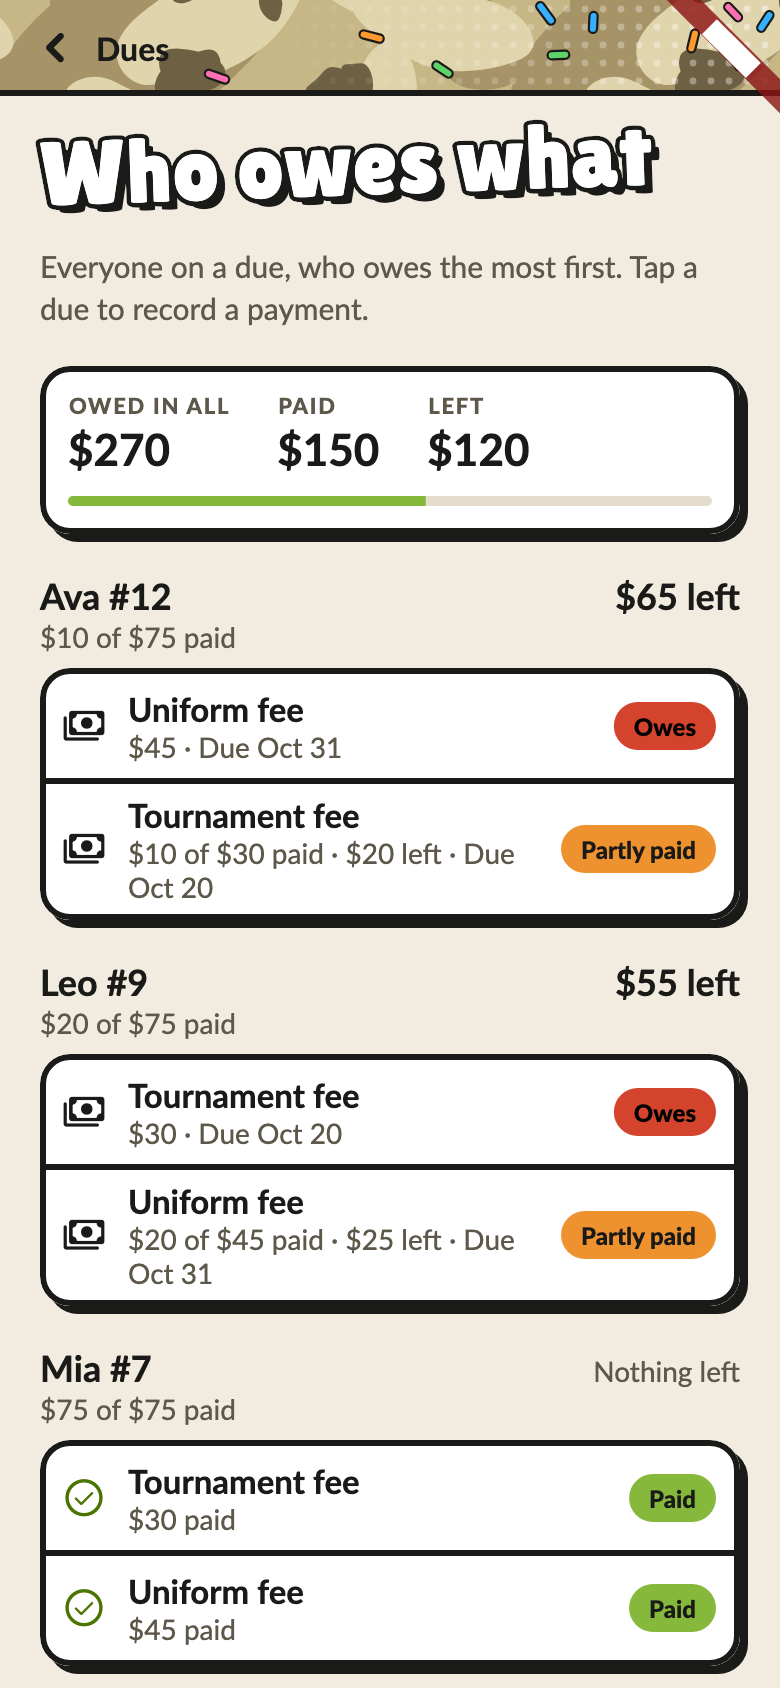 Dues
Who owes what
Everyone on a due, who owes the most first. Tap a
due to record a payment.
OWED IN ALL PAID LEFT
$270 $150 $120
Ava #12 $65 left
$10 of $75 paid
Uniform fee
$45 · Due Oct 31
Owes
Tournament fee
$10 of $30 paid · $20 left · Due
Oct 20
Partly paid
Leo #9 $55 left
$20 of $75 paid
Tournament fee
$30 · Due Oct 20
Owes
Uniform fee
$20 of $45 paid · $25 left · Due
Oct 31
Partly paid
Mia #7 Nothing left
$75 of $75 paid
Tournament fee
$30 paid
Paid
Uniform fee
$45 paid
Paid